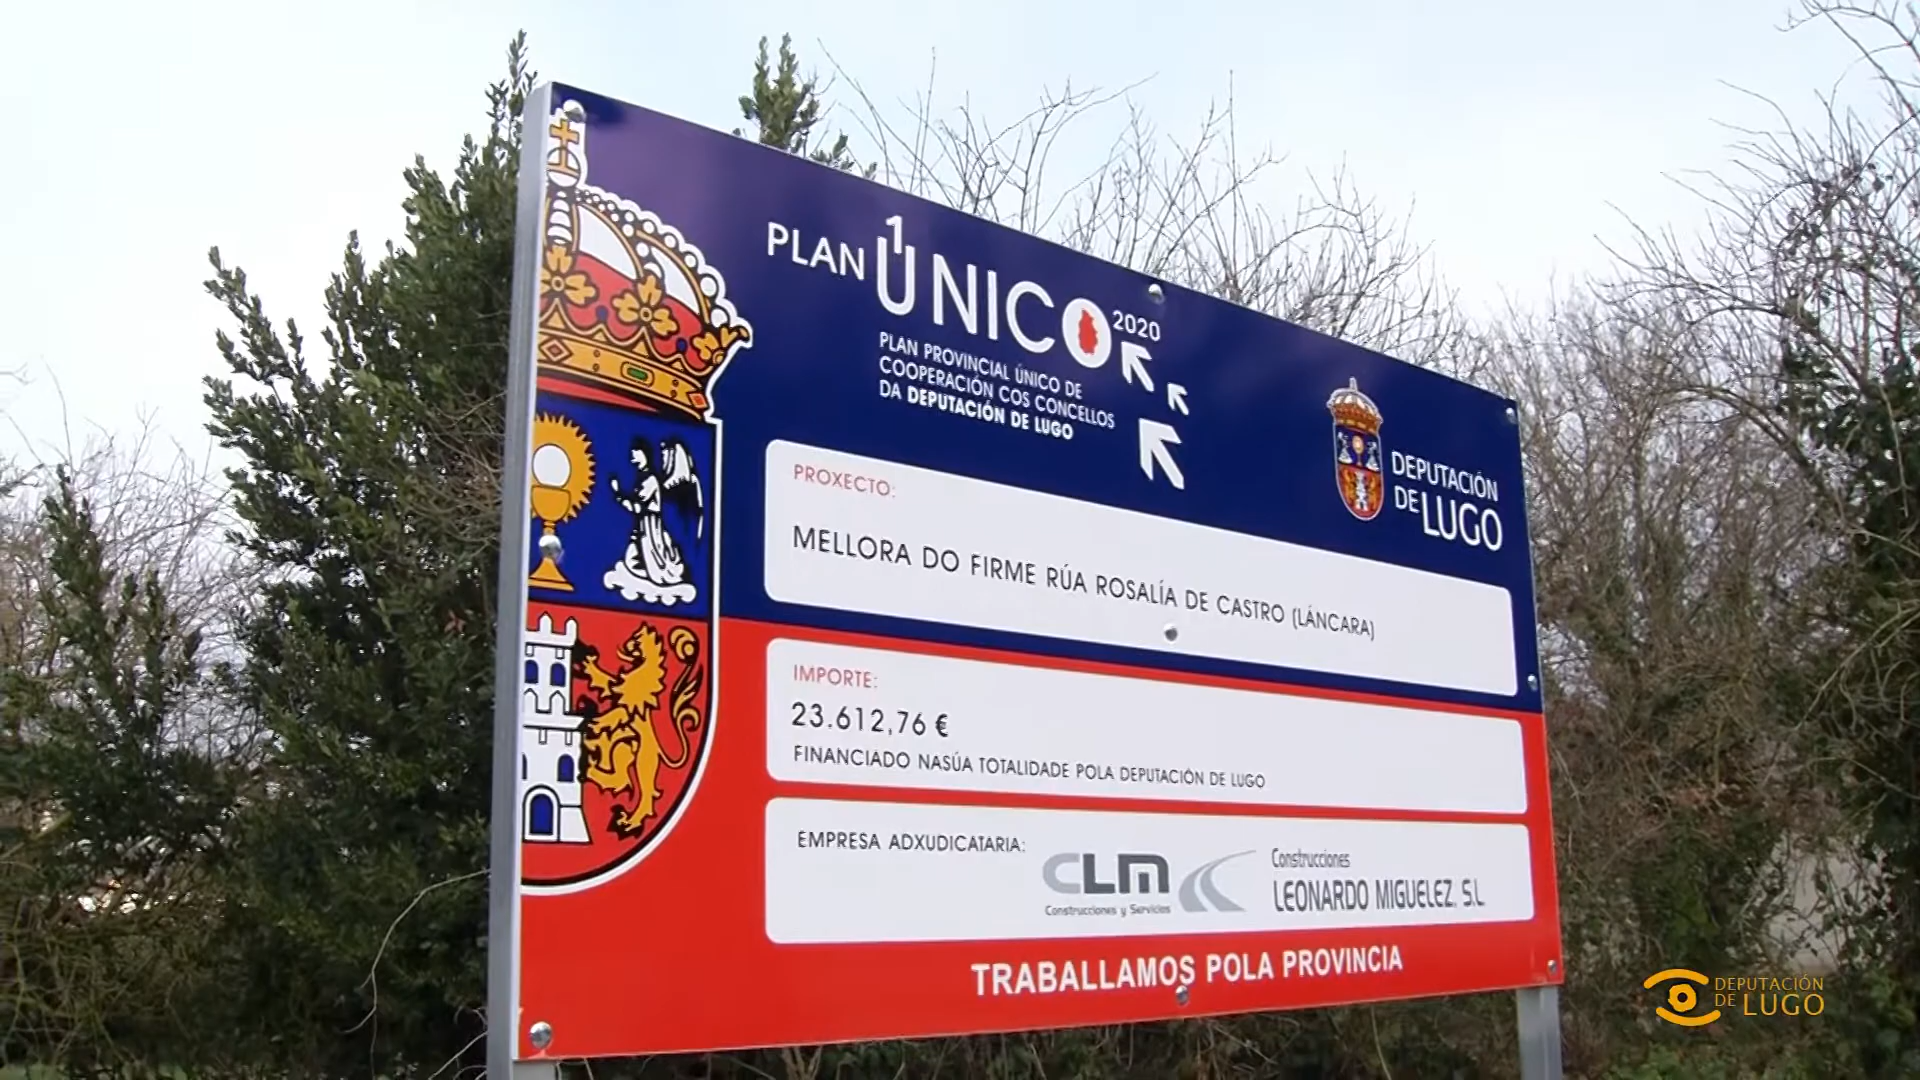 PLAN ÚNICO 2020
PLAN PROVINCIAL ÚNICO DE
COOPERACIÓN COS CONCELLOS
DA DEPUTACIÓN DE LUGO
DEPUTACIÓN
DE LUGO
PROXECTO:
MELLORA DO FIRME RÚA ROSALÍA DE CASTRO (LÁNCARA)
IMPORTE:
23.612,76 €
FINANCIADO NASÚA TOTALIDADE POLA DEPUTACIÓN DE LUGO
EMPRESA ADXUDICATARIA:
CLM
Construcciones y Servicios
Construcciones
LEONARDO MIGUELEZ, S.L.
TRABALLAMOS POLA PROVINCIA
DEPUTACIÓN
DE LUGO